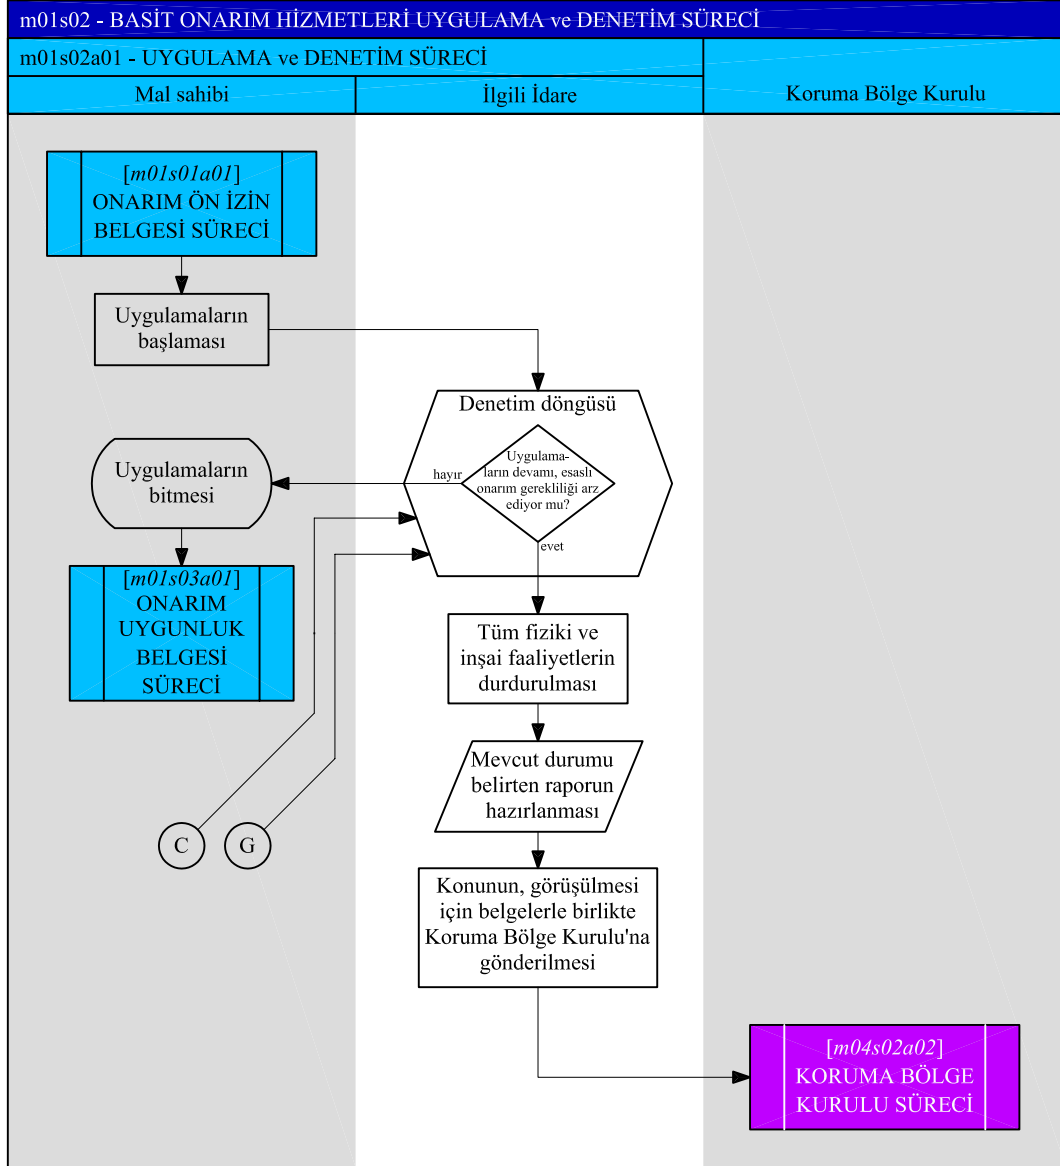 m01s02 - BASİT ONARIM HİZMETLERİ UYGULAMA ve DENETİM SÜRECİ
m01s02a01 - UYGULAMA ve DENETİM SÜRECİ
Mal sahibi
İlgili İdare
Koruma Bölge Kurulu
[m01s01a01]
ONARIM ÖN İZİN
BELGESİ SÜRECİ
Uygulamaların
başlaması
Denetim döngüsü
Uygulama-
ların devamı, esaslı
onarım gerekliliği arz
ediyor mu?
hayır
evet
Uygulamaların
bitmesi
[m01s03a01]
ONARIM
UYGUNLUK
BELGESİ
SÜRECİ
Tüm fiziki ve
inşai faaliyetlerin
durdurulması
Mevcut durumu
belirten raporun
hazırlanması
C
G
Konunun, görüşülmesi
için belgelerle birlikte
Koruma Bölge Kurulu'na
gönderilmesi
[m04s02a02]
KORUMA BÖLGE
KURULU SÜRECİ